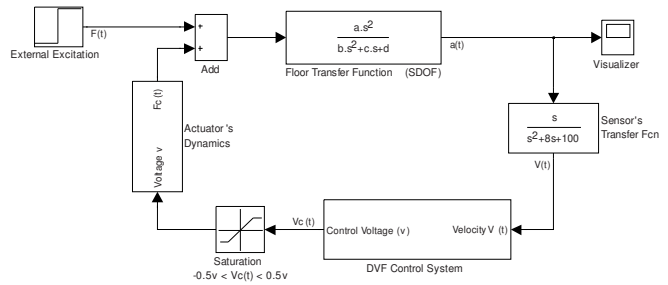 External Excitation
F(t)
+
+
Add
a.s²
b.s²+c.s+d
Floor Transfer Function (SDOF)
a(t)
Visualizer
s
s²+8s+100
Sensor's
Transfer Fcn
V(t)
Fc (t)
Voltage v
Actuator's
Dynamics
Saturation
-0.5v < Vc(t) < 0.5v
Vc (t)
Control Voltage (v)
Velocity V (t)
DVF Control System